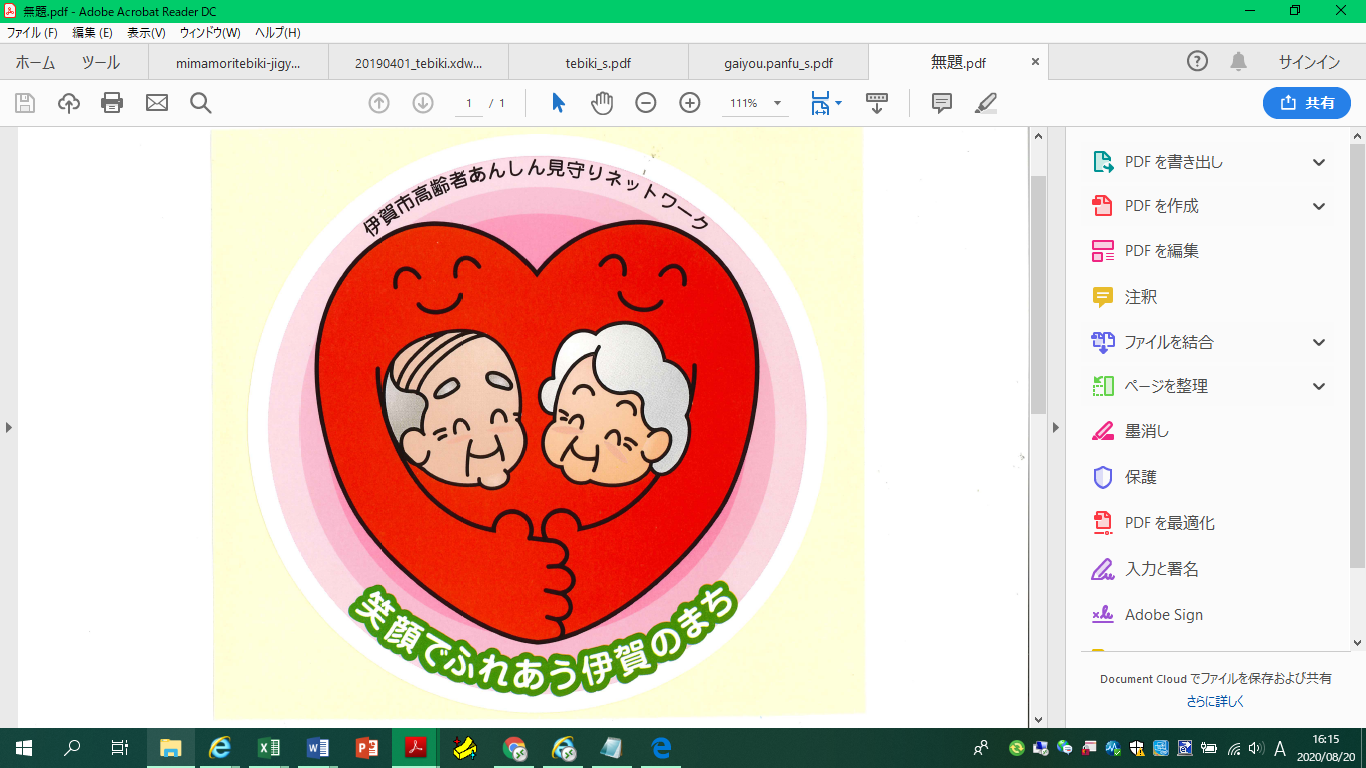 無題.pdf - Adobe Acrobat Reader DC
ファイル (F) 編集 (E) 表示(V) ウィンドウ(W) ヘルプ(H)
ホーム ツール mimamoritebiki-jigy... 20190401_tebiki.xdw... tebiki_s.pdf gaiyou.panfu_s.pdf 無題.pdf サインイン
1 / 1 111% 共有
伊賀市高齢者あんしん見守りネットワーク
笑顔でふれあう伊賀のまち
PDF を書き出し
PDF を作成
PDF を編集
注釈
ファイルを結合
ページを整理
墨消し
保護
PDF を最適化
入力と署名
Adobe Sign
Document Cloud でファイルを保存および共有
さらに詳しく
A 16:15
2020/08/20